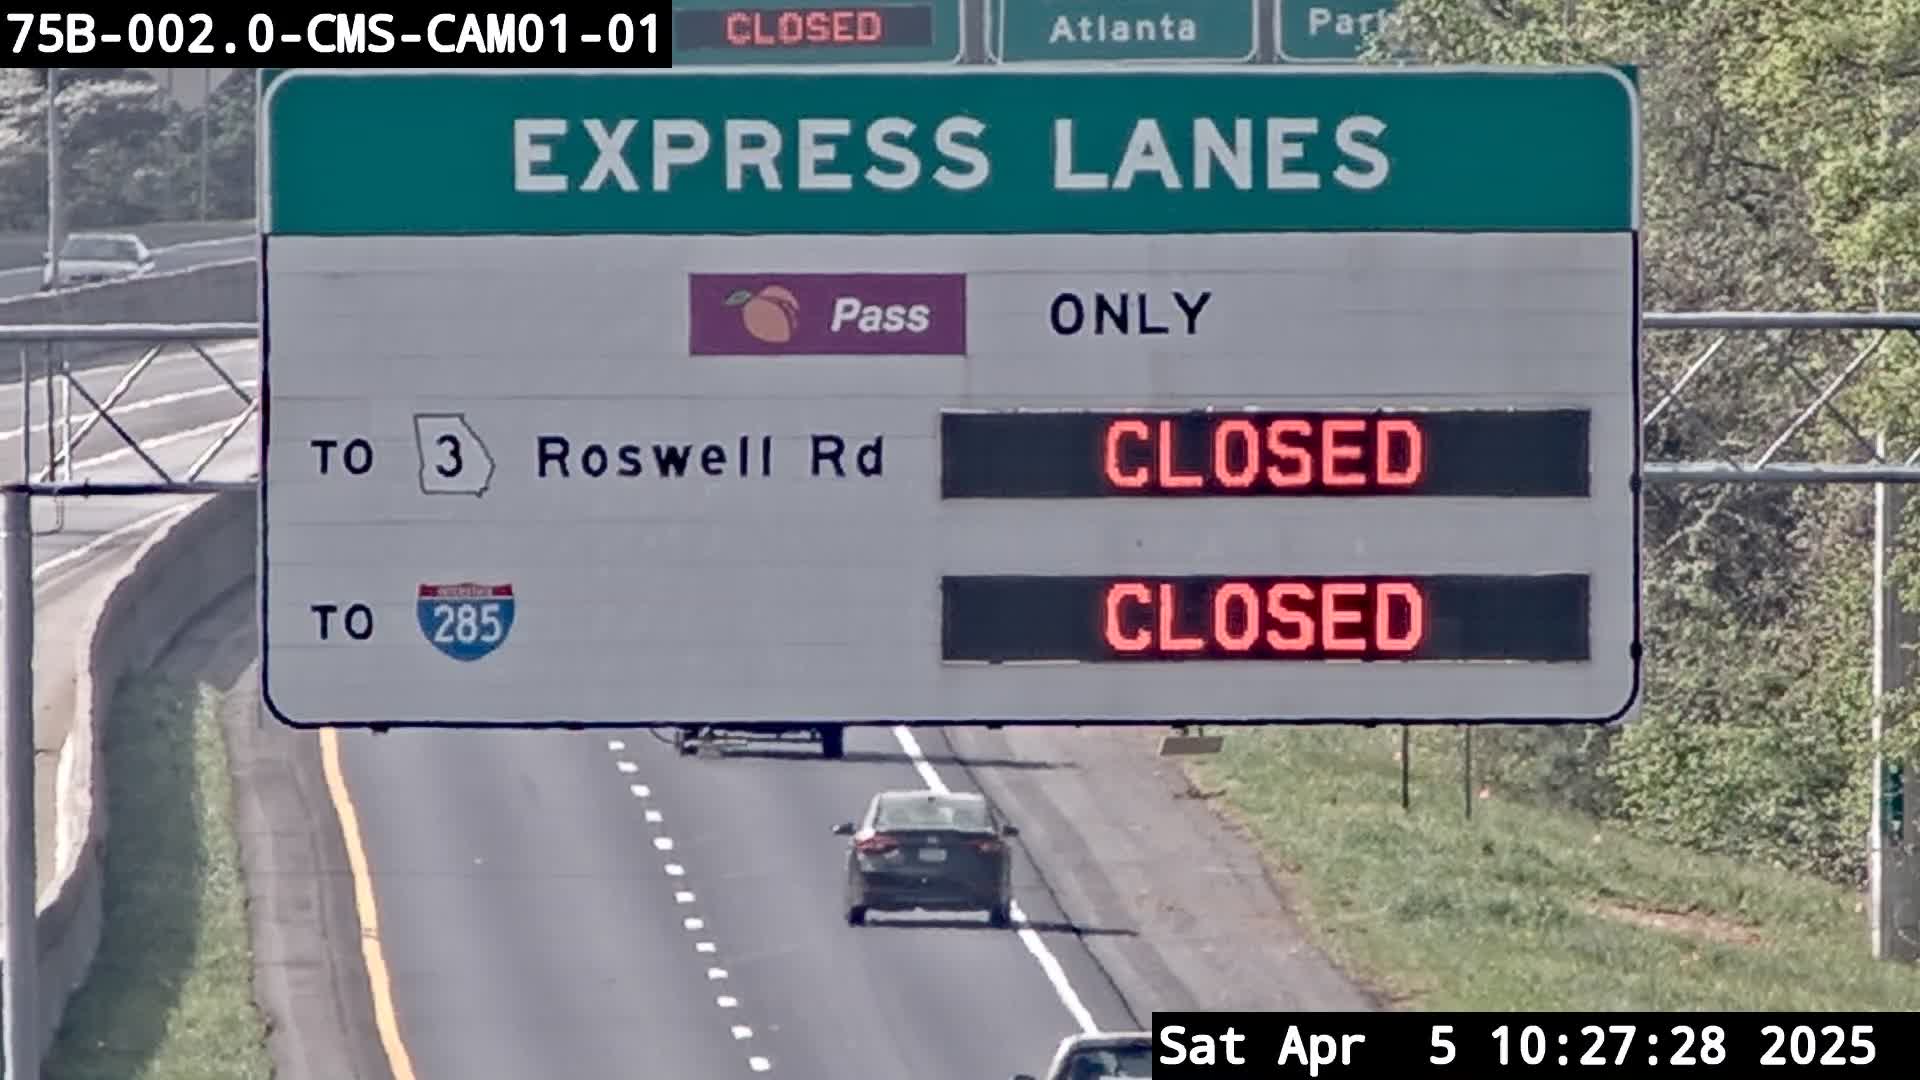 75B-002.0-CMS-CAM01-01
CLOSED
Atlanta
EXPRESS LANES
Pass ONLY
TO 3 Roswell Rd CLOSED
INTERSTATE
TO 285 CLOSED
Sat Apr 5 10:27:28 2025